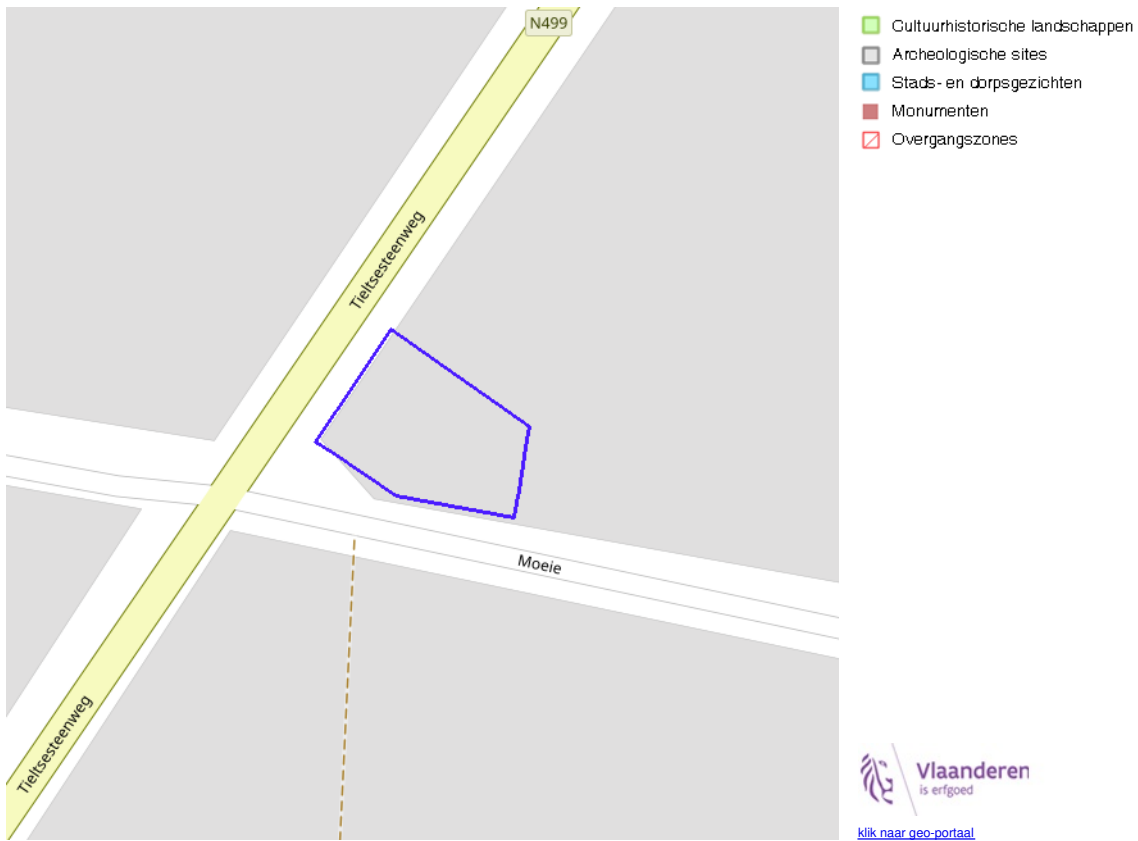 N499
Tieltsesteenweg
Moeie
Tieltsesteenweg
Cultuurhistorische landschappen
Archeologische sites
Stads- en dorpsgezichten
Monumenten
Overgangszones
Vlaanderen
is erfgoed
klik naar geo-portaal